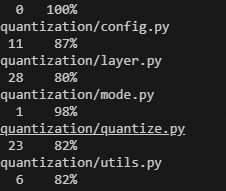 0 100%
quantization/config.py
11 87%
quantization/layer.py
28 80%
quantization/mode.py
1 98%
quantization/quantize.py
23 82%
quantization/utils.py
6 82%